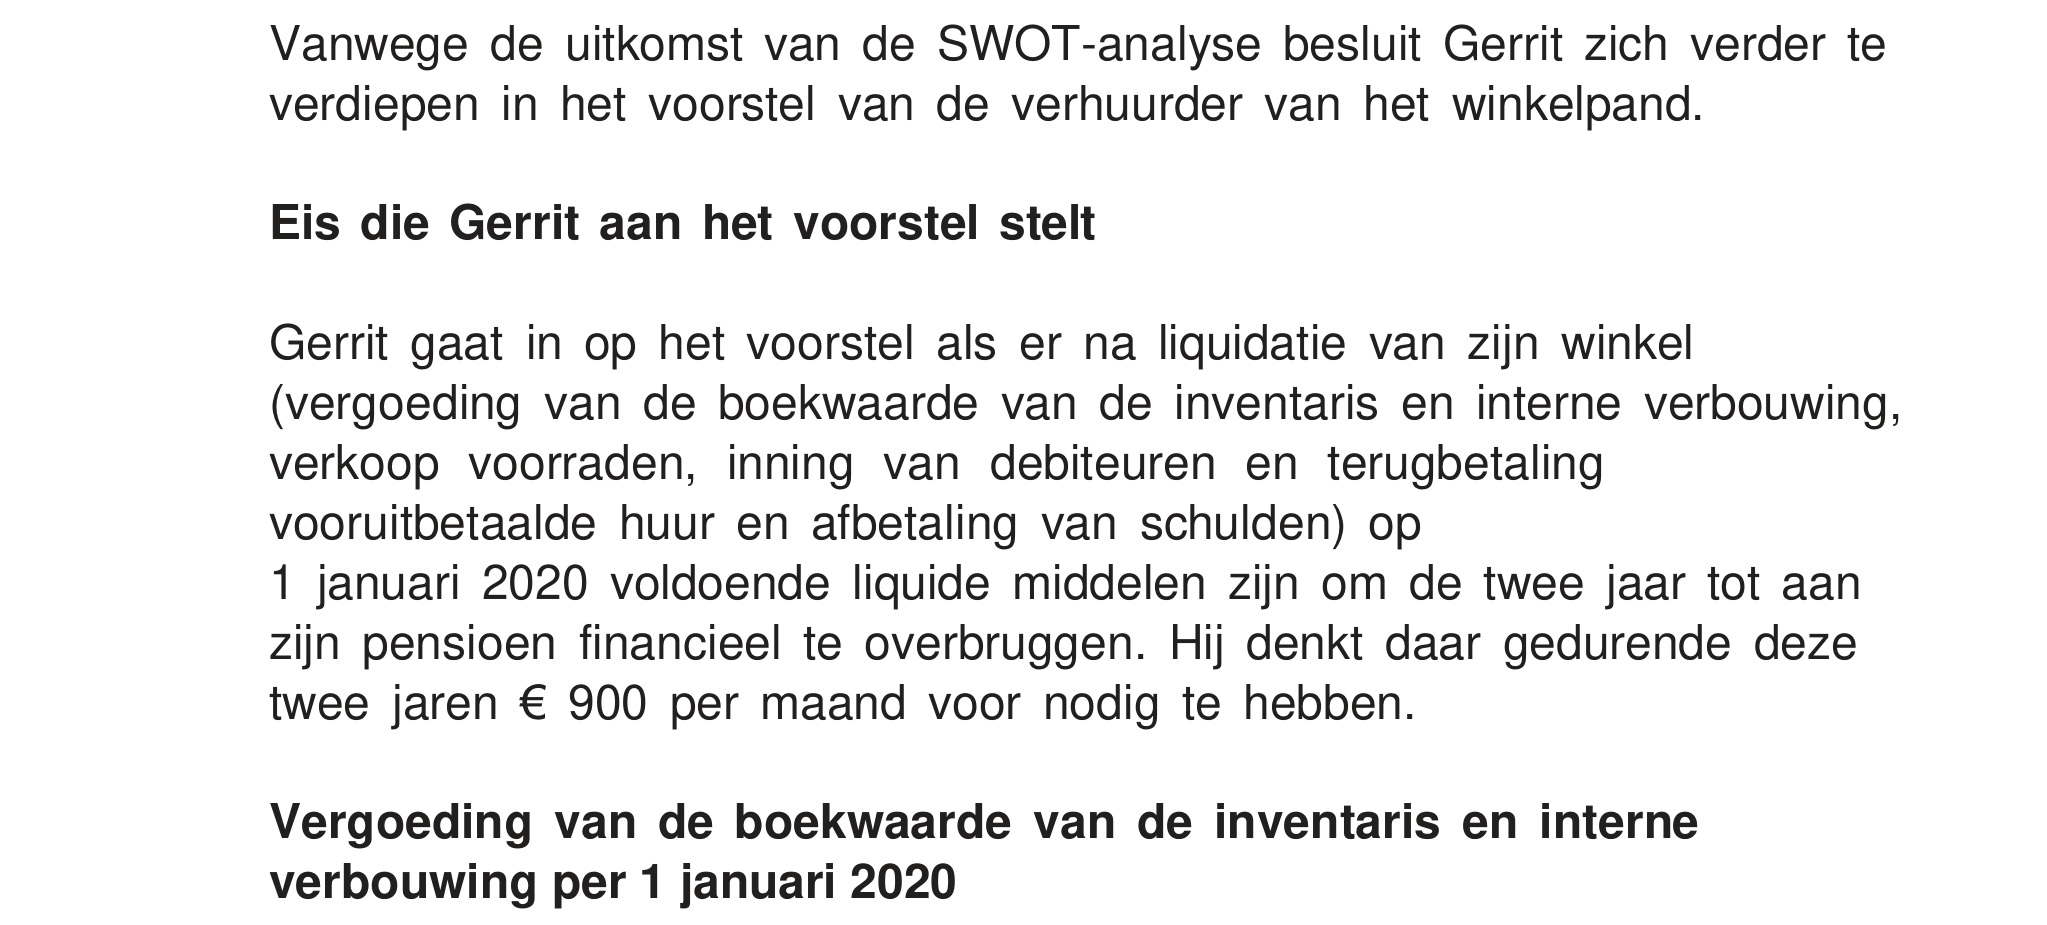 Vanwege de uitkomst van de SWOT-analyse besluit Gerrit zich verder te
verdiepen in het voorstel van de verhuurder van het winkelpand.
Eis die Gerrit aan het voorstel stelt
Gerrit gaat in op het voorstel als er na liquidatie van zijn winkel
(vergoeding van de boekwaarde van de inventaris en interne verbouwing,
verkoop voorraden, inning van debiteuren en terugbetaling
vooruitbetaalde huur en afbetaling van schulden) op
1 januari 2020 voldoende liquide middelen zijn om de twee jaar tot aan
zijn pensioen financieel te overbruggen. Hij denkt daar gedurende deze
twee jaren € 900 per maand voor nodig te hebben.
Vergoeding van de boekwaarde van de inventaris en interne
verbouwing per 1 januari 2020